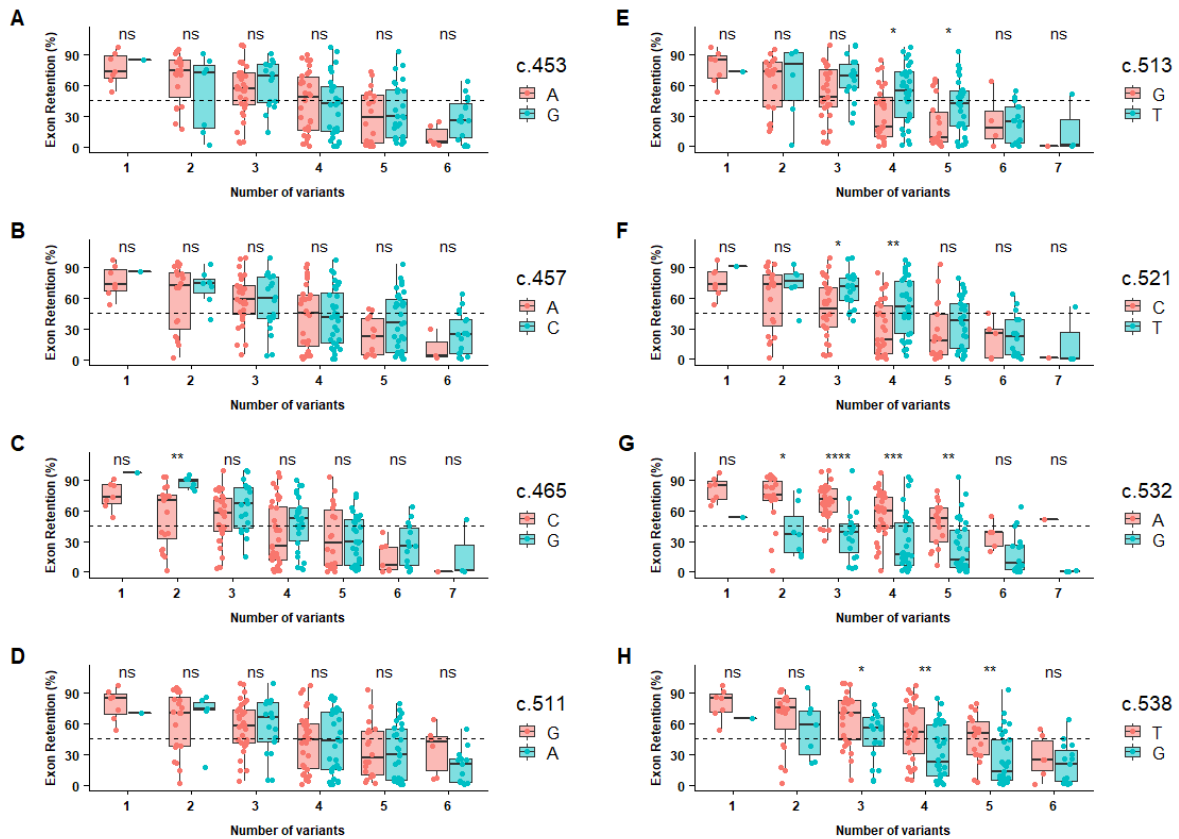 A
ns ns ns ns ns ns
Exon Retention (%)
90
60
30
0
1 2 3 4 5 6
Number of variants
c.453
A
G
B
ns ns ns ns ns ns
Exon Retention (%)
90
60
30
0
1 2 3 4 5 6
Number of variants
c.457
A
C
C
ns ** ns ns ns ns ns
Exon Retention (%)
90
60
30
0
1 2 3 4 5 6 7
Number of variants
c.465
C
G
D
ns ns ns ns ns ns
Exon Retention (%)
90
60
30
0
1 2 3 4 5 6
Number of variants
c.511
G
A
E
ns ns ns * * ns ns
Exon Retention (%)
90
60
30
0
1 2 3 4 5 6 7
Number of variants
c.513
G
T
F
ns ns * ** ns ns ns
Exon Retention (%)
90
60
30
0
1 2 3 4 5 6 7
Number of variants
c.521
C
T
G
ns * **** *** ** ns ns
Exon Retention (%)
90
60
30
0
1 2 3 4 5 6 7
Number of variants
c.532
A
G
H
ns ns * ** ** ns
Exon Retention (%)
90
60
30
0
1 2 3 4 5 6
Number of variants
c.538
T
G